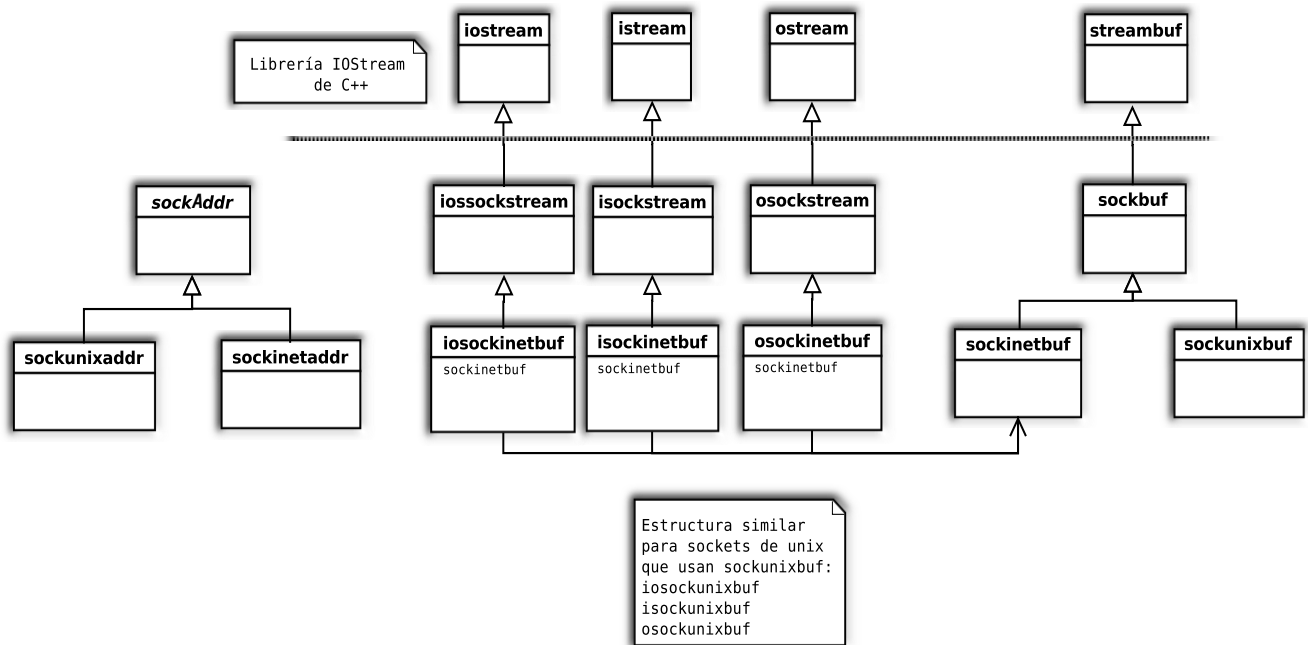 iostream
istream
ostream
streambuf
Librería IOStream
de C++
sockAddr
iossockstream
isockstream
osockstream
sockbuf
sockunixaddr
sockinetaddr
iosockinetbuf
sockinetbuf
isockinetbuf
sockinetbuf
osockinetbuf
sockinetbuf
sockinetbuf
sockunixbuf
Estructura similar
para sockets de unix
que usan sockunixbuf:
iosockunixbuf
isockunixbuf
osockunixbuf